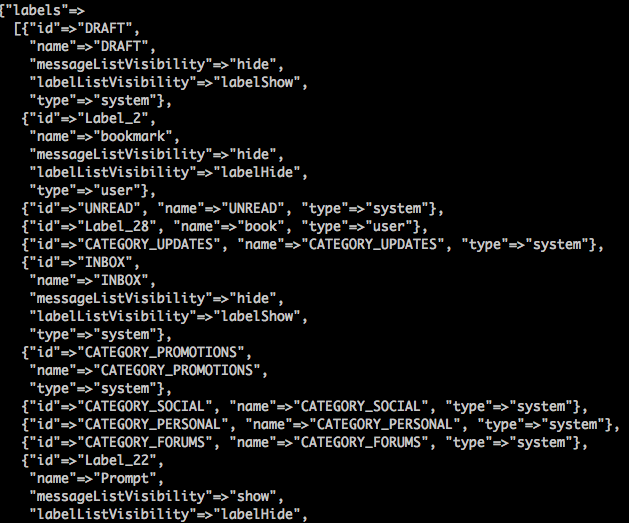 {"labels"=>
[{"id"=>"DRAFT",
"name"=>"DRAFT",
"messageListVisibility"=>"hide",
"labelListVisibility"=>"labelShow",
"type"=>"system"},
{"id"=>"Label_2",
"name"=>"bookmark",
"messageListVisibility"=>"hide",
"labelListVisibility"=>"labelHide",
"type"=>"user"},
{"id"=>"UNREAD", "name"=>"UNREAD", "type"=>"system"},
{"id"=>"Label_28", "name"=>"book", "type"=>"user"},
{"id"=>"CATEGORY_UPDATES", "name"=>"CATEGORY_UPDATES", "type"=>"system"},
{"id"=>"INBOX",
"name"=>"INBOX",
"messageListVisibility"=>"hide",
"labelListVisibility"=>"labelShow",
"type"=>"system"},
{"id"=>"CATEGORY_PROMOTIONS",
"name"=>"CATEGORY_PROMOTIONS",
"type"=>"system"},
{"id"=>"CATEGORY_SOCIAL", "name"=>"CATEGORY_SOCIAL", "type"=>"system"},
{"id"=>"CATEGORY_PERSONAL", "name"=>"CATEGORY_PERSONAL", "type"=>"system"},
{"id"=>"CATEGORY_FORUMS", "name"=>"CATEGORY_FORUMS", "type"=>"system"},
{"id"=>"Label_22",
"name"=>"Prompt",
"messageListVisibility"=>"show",
"labelListVisibility"=>"labelHide",